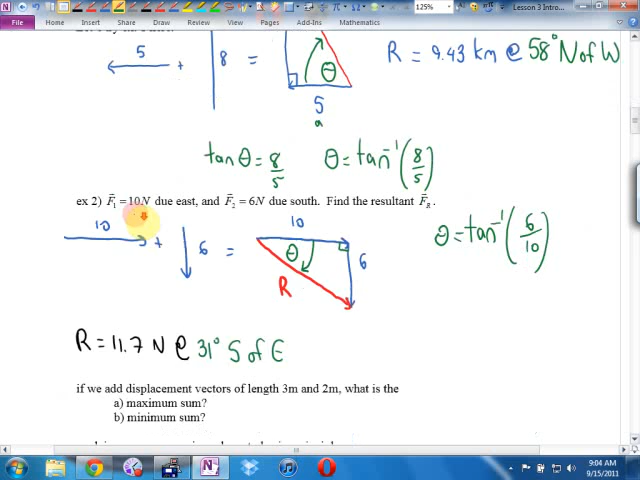 Lesson 3 Intro...
File Home Insert Share Draw Review View
125%
Pages Tools Add-Ins Mathematics
5 + 8 = θ R = 9.43 km @ 58° N of W
5
a
tanθ = 8/5 θ = tan⁻¹(8/5)
ex 2) F⃗₁ = 10N due east, and F⃗₂ = 6N due south. Find the resultant F⃗R.
10 + 6 = 10 θ 6 R θ = tan⁻¹(6/10)
R = 11.7 N @ 31° S of E
if we add displacement vectors of length 3m and 2m, what is the
a) maximum sum?
b) minimum sum?
9:04 AM
9/15/2011